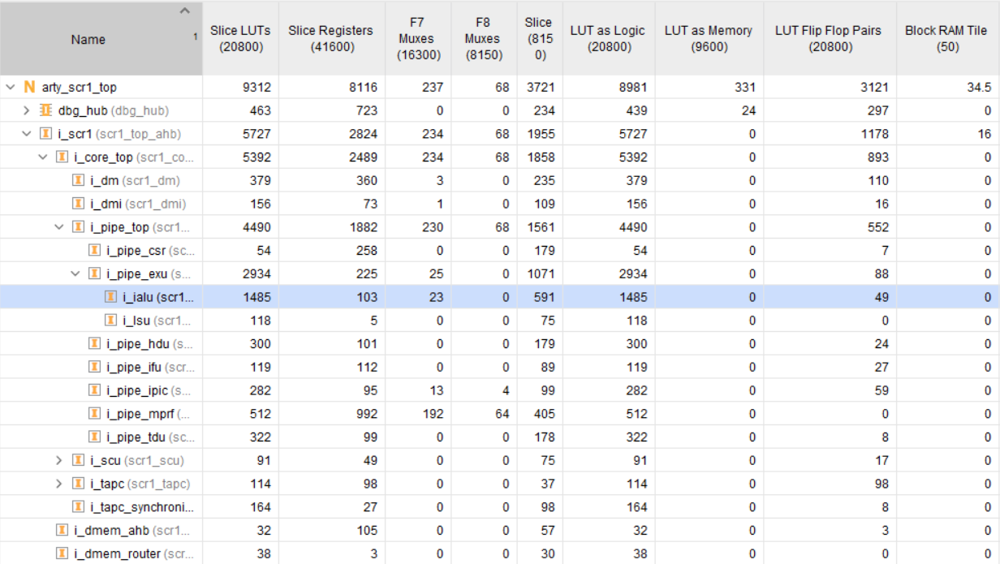 Name 1 Slice LUTs (20800) Slice Registers (41600) F7 Muxes (16300) F8 Muxes (8150) Slice (815 0) LUT as Logic (20800) LUT as Memory (9600) LUT Flip Flop Pairs (20800) Block RAM Tile (50)
N arty_scr1_top 9312 8116 237 68 3721 8981 331 3121 34.5
dbg_hub (dbg_hub) 463 723 0 0 234 439 24 297 0
i_scr1 (scr1_top_ahb) 5727 2824 234 68 1955 5727 0 1178 16
i_core_top (scr1_co... 5392 2489 234 68 1858 5392 0 893 0
i_dm (scr1_dm) 379 360 3 0 235 379 0 110 0
i_dmi (scr1_dmi) 156 73 1 0 109 156 0 16 0
i_pipe_top (scr1... 4490 1882 230 68 1561 4490 0 552 0
i_pipe_csr (sc... 54 258 0 0 179 54 0 7 0
i_pipe_exu (s... 2934 225 25 0 1071 2934 0 88 0
i_ialu (scr1... 1485 103 23 0 591 1485 0 49 0
i_lsu (scr1... 118 5 0 0 75 118 0 0 0
i_pipe_hdu (s... 300 101 0 0 179 300 0 24 0
i_pipe_ifu (scr... 119 112 0 0 89 119 0 27 0
i_pipe_ipic (s... 282 95 13 4 99 282 0 59 0
i_pipe_mprf (... 512 992 192 64 405 512 0 0 0
i_pipe_tdu (sc... 322 99 0 0 178 322 0 8 0
i_scu (scr1_scu) 91 49 0 0 75 91 0 17 0
i_tapc (scr1_tapc) 114 98 0 0 37 114 0 98 0
i_tapc_synchroni... 164 27 0 0 98 164 0 8 0
i_dmem_ahb (scr1... 32 105 0 0 57 32 0 3 0
i_dmem_router (scr... 38 3 0 0 30 38 0 0 0